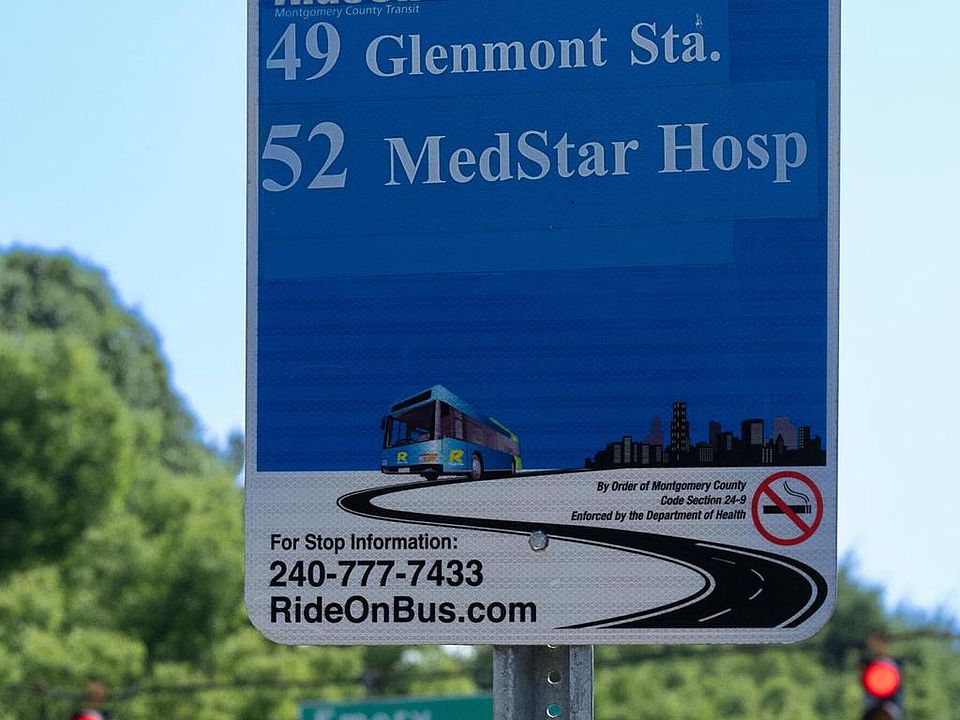 Montgomery County Transit
49 Glenmont Sta.
52 MedStar Hosp
By Order of Montgomery County
Code Section 24-9
Enforced by the Department of Health
For Stop Information:
240-777-7433
RideOnBus.com